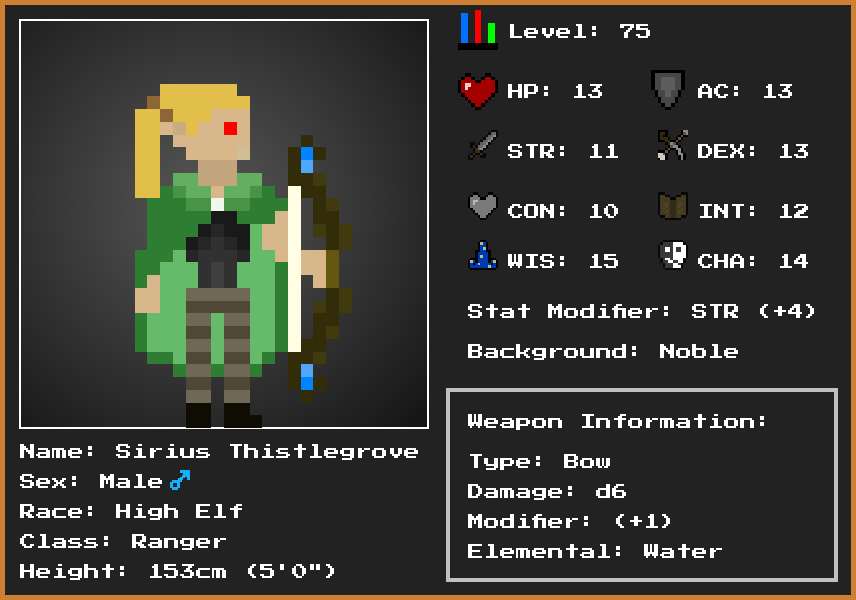 Level: 75
HP: 13
AC: 13
STR: 11
DEX: 13
CON: 10
INT: 12
WIS: 15
CHA: 14
Stat Modifier: STR (+4)
Background: Noble
Weapon Information:
Type: Bow
Damage: d6
Modifier: (+1)
Elemental: Water
Name: Sirius Thistlegrove
Sex: Male♂
Race: High Elf
Class: Ranger
Height: 153cm (5'0")